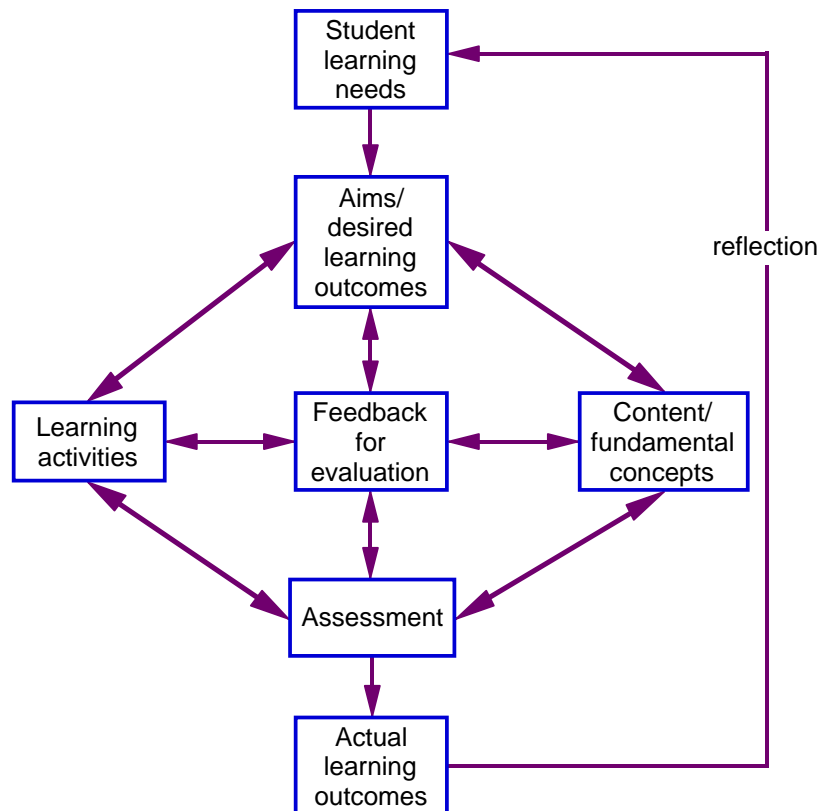 Student
learning
needs
Aims/
desired
learning
outcomes
reflection
Learning
activities
Feedback
for
evaluation
Content/
fundamental
concepts
Assessment
Actual
learning
outcomes